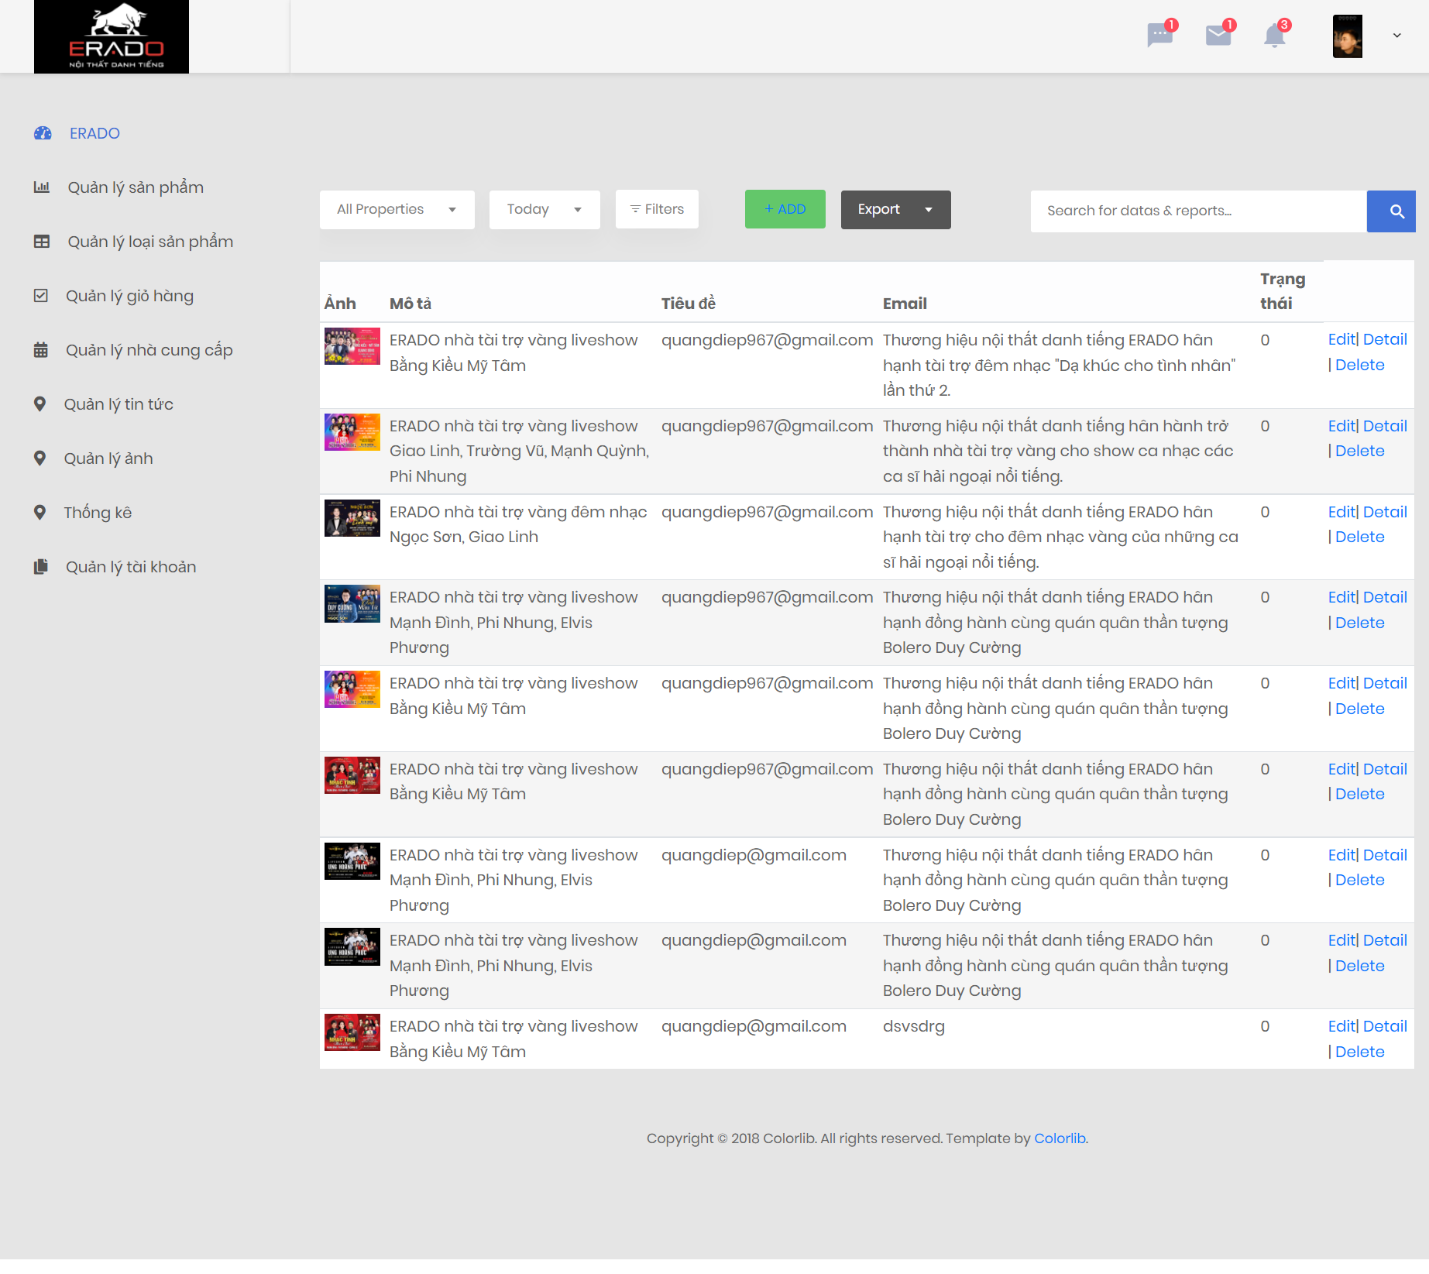 ERADO
NỘI THẤT DANH TIẾNG
1
1
3
ERADO
Quản lý sản phẩm
Quản lý loại sản phẩm
Quản lý giỏ hàng
Quản lý nhà cung cấp
Quản lý tin tức
Quản lý ảnh
Thống kê
Quản lý tài khoản
All Properties
Today
Filters
+ ADD
Export
Search for datas & reports...
Ảnh Mô tả Tiêu đề Email Trạng thái
ERADO nhà tài trợ vàng liveshow quangdiep967@gmail.com Thương hiệu nội thất danh tiếng ERADO hân 0 Edit| Detail
Bằng Kiều Mỹ Tâm hạnh tài trợ đêm nhạc "Dạ khúc cho tình nhân" | Delete
lần thứ 2.
ERADO nhà tài trợ vàng liveshow quangdiep967@gmail.com Thương hiệu nội thất danh tiếng hân hành trở 0 Edit| Detail
Giao Linh, Trường Vũ, Mạnh Quỳnh, thành nhà tài trợ vàng cho show ca nhạc các | Delete
Phi Nhung ca sĩ hải ngoại nổi tiếng.
ERADO nhà tài trợ vàng đêm nhạc quangdiep967@gmail.com Thương hiệu nội thất danh tiếng ERADO hân 0 Edit| Detail
Ngọc Sơn, Giao Linh hạnh tài trợ cho đêm nhạc vàng của những ca | Delete
sĩ hải ngoại nổi tiếng.
DUY CƯỜNG
ERADO nhà tài trợ vàng liveshow quangdiep967@gmail.com Thương hiệu nội thất danh tiếng ERADO hân 0 Edit| Detail
Mạnh Đình, Phi Nhung, Elvis hạnh đồng hành cùng quán quân thần tượng | Delete
Phương Bolero Duy Cường
ERADO nhà tài trợ vàng liveshow quangdiep967@gmail.com Thương hiệu nội thất danh tiếng ERADO hân 0 Edit| Detail
Bằng Kiều Mỹ Tâm hạnh đồng hành cùng quán quân thần tượng | Delete
Bolero Duy Cường
ERADO nhà tài trợ vàng liveshow quangdiep967@gmail.com Thương hiệu nội thất danh tiếng ERADO hân 0 Edit| Detail
Bằng Kiều Mỹ Tâm hạnh đồng hành cùng quán quân thần tượng | Delete
Bolero Duy Cường
ERADO nhà tài trợ vàng liveshow quangdiep@gmail.com Thương hiệu nội thất danh tiếng ERADO hân 0 Edit| Detail
Mạnh Đình, Phi Nhung, Elvis hạnh đồng hành cùng quán quân thần tượng | Delete
Phương Bolero Duy Cường
ERADO nhà tài trợ vàng liveshow quangdiep@gmail.com Thương hiệu nội thất danh tiếng ERADO hân 0 Edit| Detail
Mạnh Đình, Phi Nhung, Elvis hạnh đồng hành cùng quán quân thần tượng | Delete
Phương Bolero Duy Cường
ERADO nhà tài trợ vàng liveshow quangdiep@gmail.com dsvsdrg 0 Edit| Detail
Bằng Kiều Mỹ Tâm | Delete
Copyright © 2018 Colorlib. All rights reserved. Template by Colorlib.